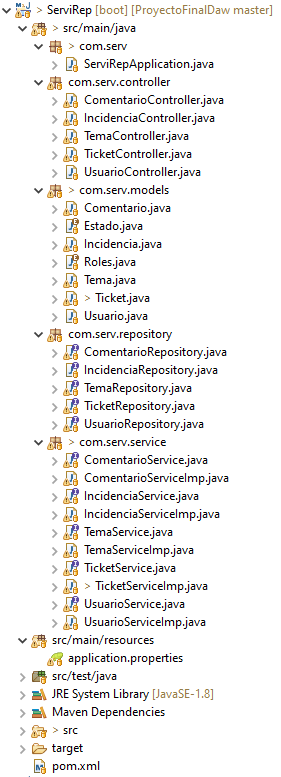 ServiRep [boot] [ProyectoFinalDaw master]
> src/main/java
> com.serv
ServiRepApplication.java
com.serv.controller
ComentarioController.java
IncidenciaController.java
TemaController.java
TicketController.java
UsuarioController.java
> com.serv.models
Comentario.java
Estado.java
Incidencia.java
Roles.java
Tema.java
> Ticket.java
Usuario.java
com.serv.repository
ComentarioRepository.java
IncidenciaRepository.java
TemaRepository.java
TicketRepository.java
UsuarioRepository.java
> com.serv.service
ComentarioService.java
ComentarioServiceImp.java
IncidenciaService.java
IncidenciaServiceImp.java
TemaService.java
TemaServiceImp.java
TicketService.java
> TicketServiceImp.java
UsuarioService.java
UsuarioServiceImp.java
src/main/resources
application.properties
src/test/java
JRE System Library [JavaSE-1.8]
Maven Dependencies
> src
target
pom.xml